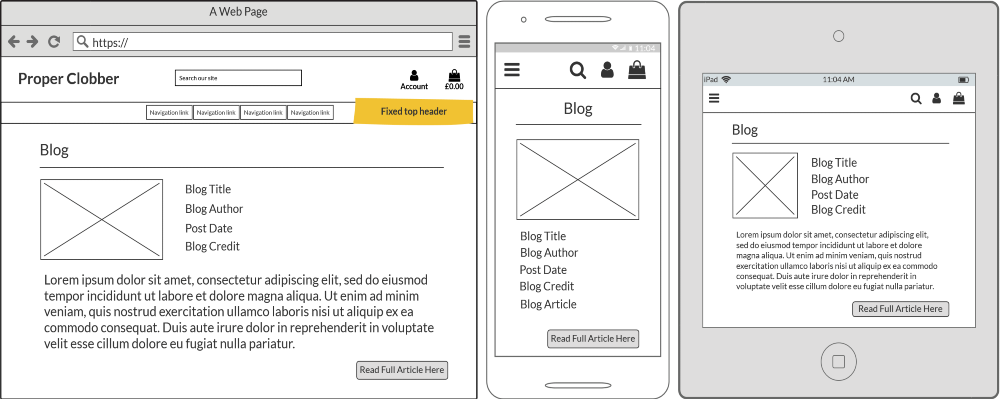 A Web Page
https://
Proper Clobber
Search our site
Account
£0.00
Navigation link Navigation link Navigation link Navigation link
Fixed top header
Blog
Blog Title
Blog Author
Post Date
Blog Credit
Lorem ipsum dolor sit amet, consectetur adipiscing elit, sed do eiusmod
tempor incididunt ut labore et dolore magna aliqua. Ut enim ad minim
veniam, quis nostrud exercitation ullamco laboris nisi ut aliquip ex ea
commodo consequat. Duis aute irure dolor in reprehenderit in voluptate
velit esse cillum dolore eu fugiat nulla pariatur.
Read Full Article Here
11:04
Blog
Blog Title
Blog Author
Post Date
Blog Credit
Blog Article
Read Full Article Here
iPad
11:04 AM
Blog
Blog Title
Blog Author
Post Date
Blog Credit
Lorem ipsum dolor sit amet, consectetur adipiscing elit,
sed do eiusmod tempor incididunt ut labore et dolore
magna aliqua. Ut enim ad minim veniam, quis nostrud
exercitation ullamco laboris nisi ut aliquip ex ea commodo
consequat. Duis aute irure dolor in reprehenderit in
voluptate velit esse cillum dolore eu fugiat nulla pariatur.
Read Full Article Here